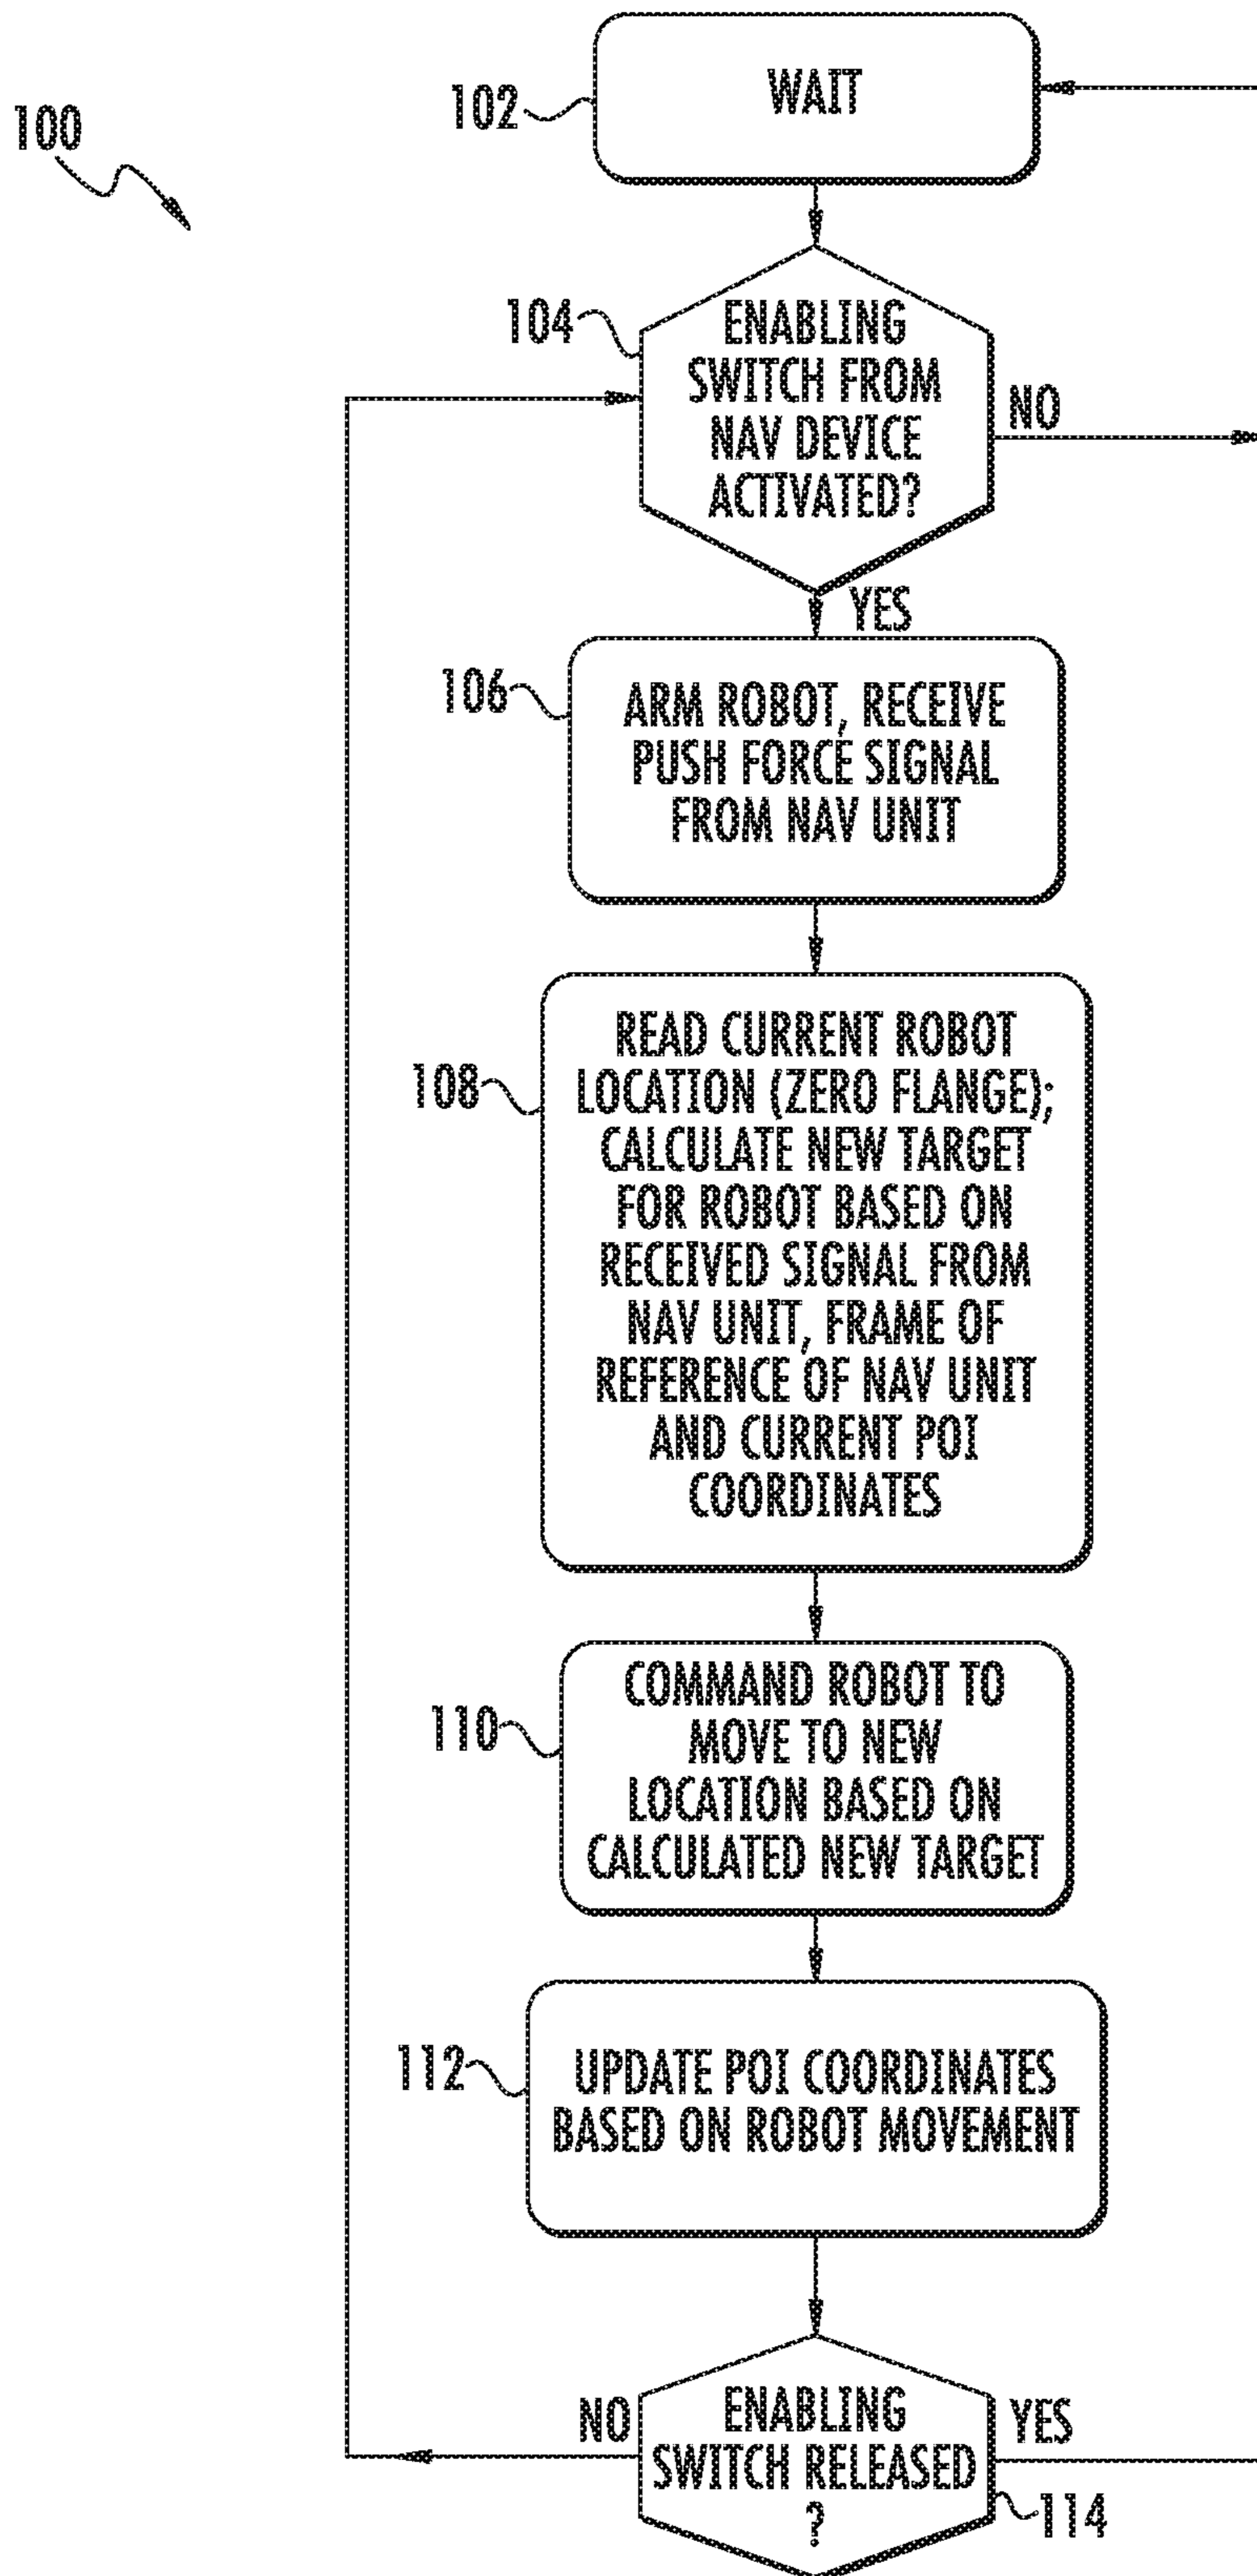 100
102
WAIT
104
ENABLING
SWITCH FROM
NAV DEVICE
ACTIVATED?
NO
YES
106
ARM ROBOT, RECEIVE
PUSH FORCE SIGNAL
FROM NAV UNIT
108
READ CURRENT ROBOT
LOCATION (ZERO FLANGE);
CALCULATE NEW TARGET
FOR ROBOT BASED ON
RECEIVED SIGNAL FROM
NAV UNIT, FRAME OF
REFERENCE OF NAV UNIT
AND CURRENT POI
COORDINATES
110
COMMAND ROBOT TO
MOVE TO NEW
LOCATION BASED ON
CALCULATED NEW TARGET
112
UPDATE POI COORDINATES
BASED ON ROBOT MOVEMENT
NO
ENABLING
SWITCH RELEASED
?
YES
114